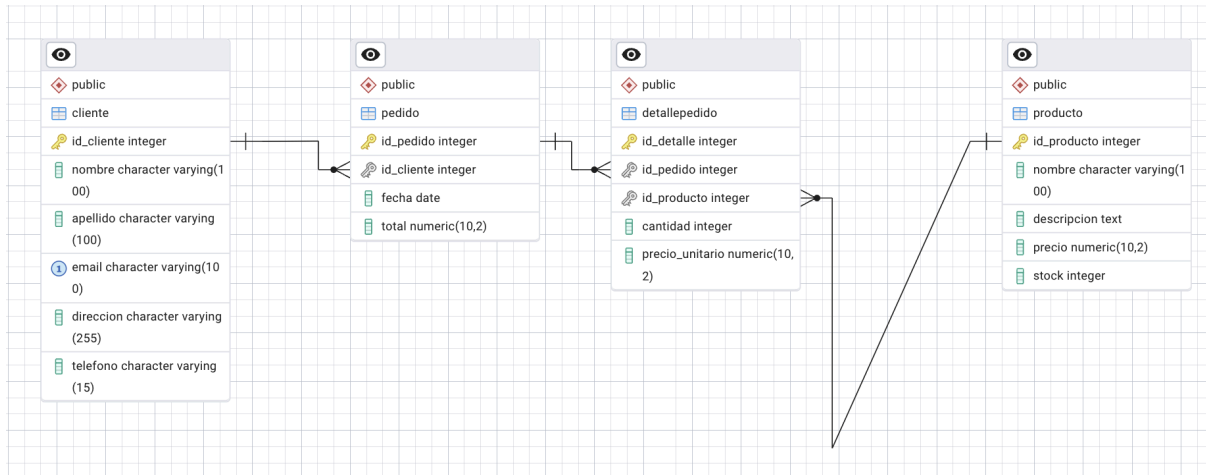 public
cliente
id_cliente integer
nombre character varying(1
00)
apellido character varying
(100)
email character varying(10
0)
direccion character varying
(255)
telefono character varying
(15)
public
pedido
id_pedido integer
id_cliente integer
fecha date
total numeric(10,2)
public
detallepedido
id_detalle integer
id_pedido integer
id_producto integer
cantidad integer
precio_unitario numeric(10,
2)
public
producto
id_producto integer
nombre character varying(1
00)
descripcion text
precio numeric(10,2)
stock integer